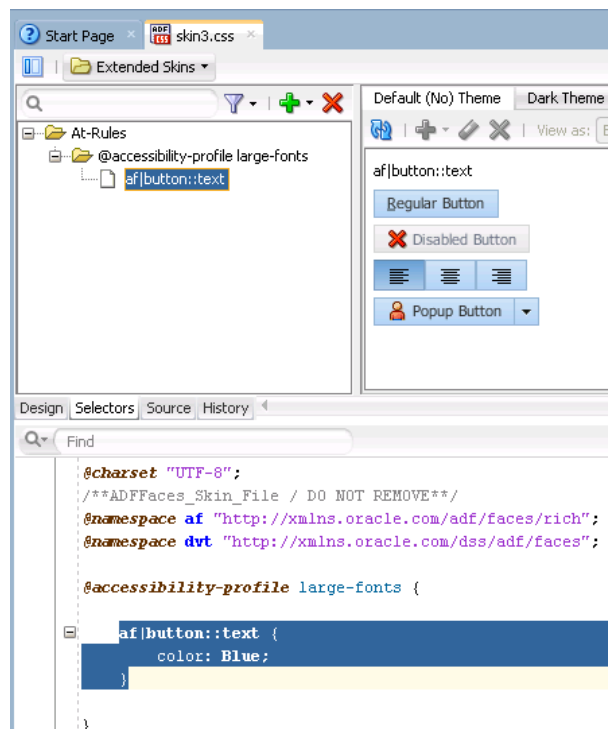 Start Page
skin3.css
Extended Skins
Default (No) Theme
Dark Theme
View as:
At-Rules
@accessibility-profile large-fonts
af|button::text
af|button::text
Regular Button
Disabled Button
Popup Button
Design
Selectors
Source
History
Find
@charset "UTF-8";
/**ADFFaces_Skin_File / DO NOT REMOVE**/
@namespace af "http://xmlns.oracle.com/adf/faces/rich";
@namespace dvt "http://xmlns.oracle.com/dss/adf/faces";
@accessibility-profile large-fonts {
af|button::text {
color: Blue;
}
}